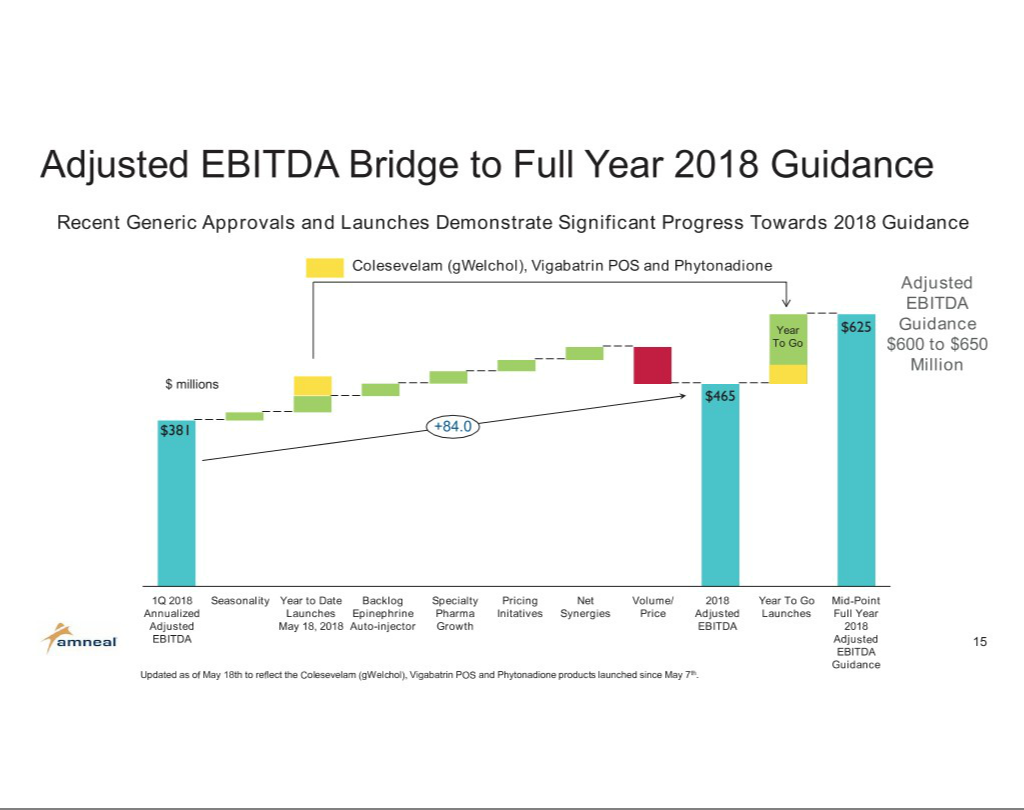 Adjusted EBITDA Bridge to Full Year 2018 Guidance
Recent Generic Approvals and Launches Demonstrate Significant Progress Towards 2018 Guidance
Colesevelam (gWelchol), Vigabatrin POS and Phytonadione
Adjusted
EBITDA
Guidance
$600 to $650
Million
$ millions
$381
+84.0
$465
Year
To Go
$625
1Q 2018
Annualized
Adjusted
EBITDA
Seasonality
Year to Date
Launches
May 18, 2018
Backlog
Epinephrine
Auto-injector
Specialty
Pharma
Growth
Pricing
Initatives
Net
Synergies
Volume/
Price
2018
Adjusted
EBITDA
Year To Go
Launches
Mid-Point
Full Year
2018
Adjusted
EBITDA
Guidance
amneal
15
Updated as of May 18th to reflect the Colesevelam (gWelchol), Vigabatrin POS and Phytonadione products launched since May 7th.